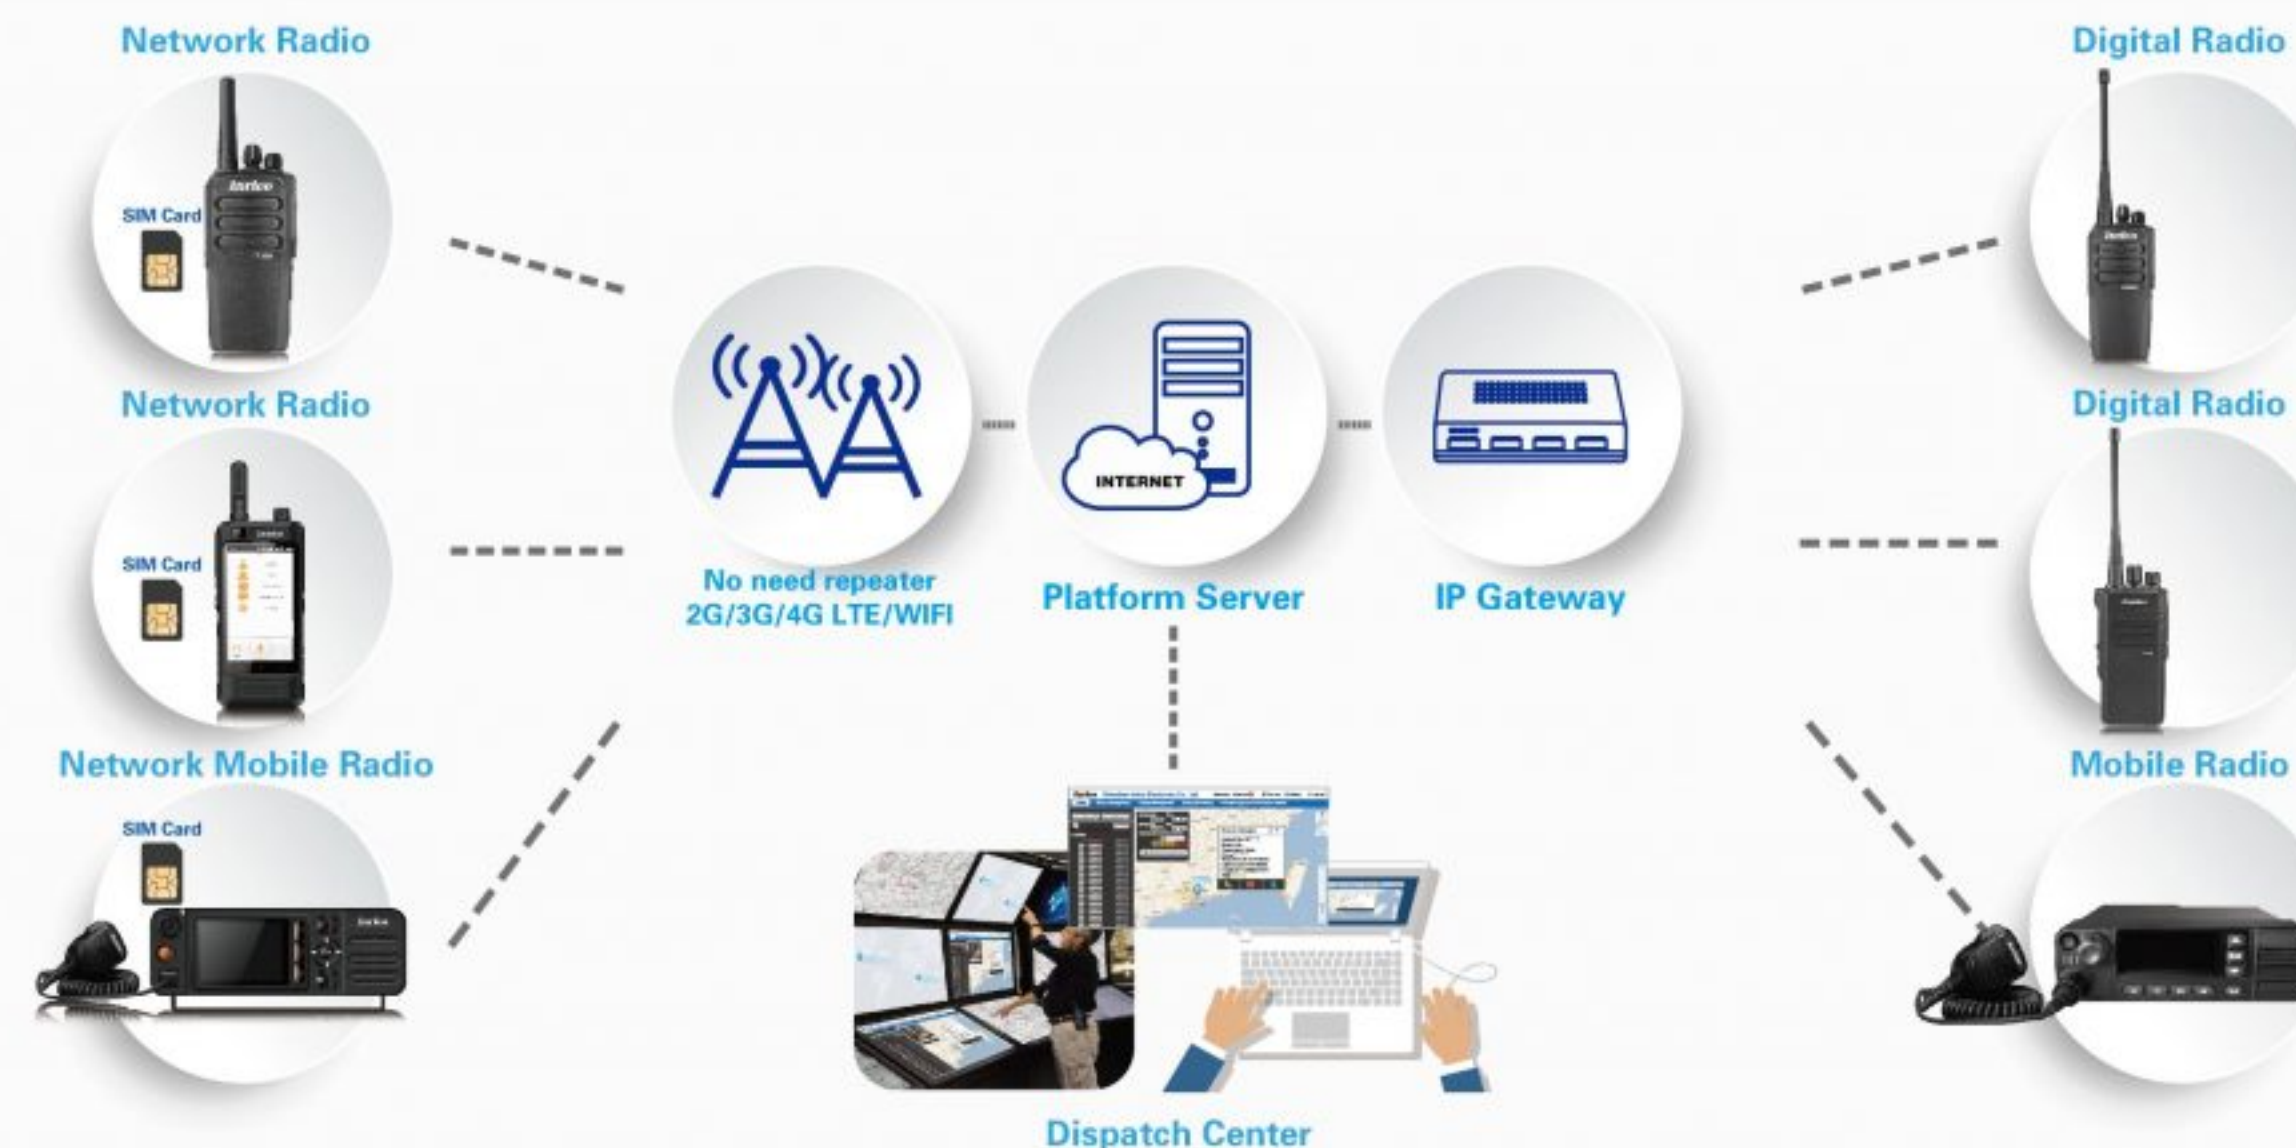 Network Radio
Digital Radio
Inrico
SIM Card
Network Radio
Digital Radio
SIM Card
INTERNET
No need repeater
2G/3G/4G LTE/WIFI
Platform Server
IP Gateway
Network Mobile Radio
Mobile Radio
SIM Card
Dispatch Center